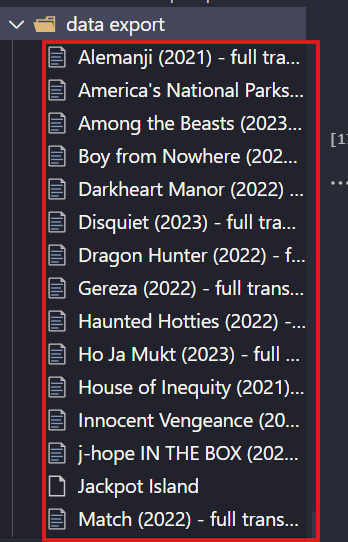 data export
Alemanji (2021) - full tra...
America's National Parks...
Among the Beasts (2023...
Boy from Nowhere (202...
Darkheart Manor (2022) ...
Disquiet (2023) - full tra...
Dragon Hunter (2022) - f...
Gereza (2022) - full trans...
Haunted Hotties (2022) -...
Ho Ja Mukt (2023) - full ...
House of Inequity (2021)...
Innocent Vengeance (20...
j-hope IN THE BOX (202...
Jackpot Island
Match (2022) - full trans...
[1
...